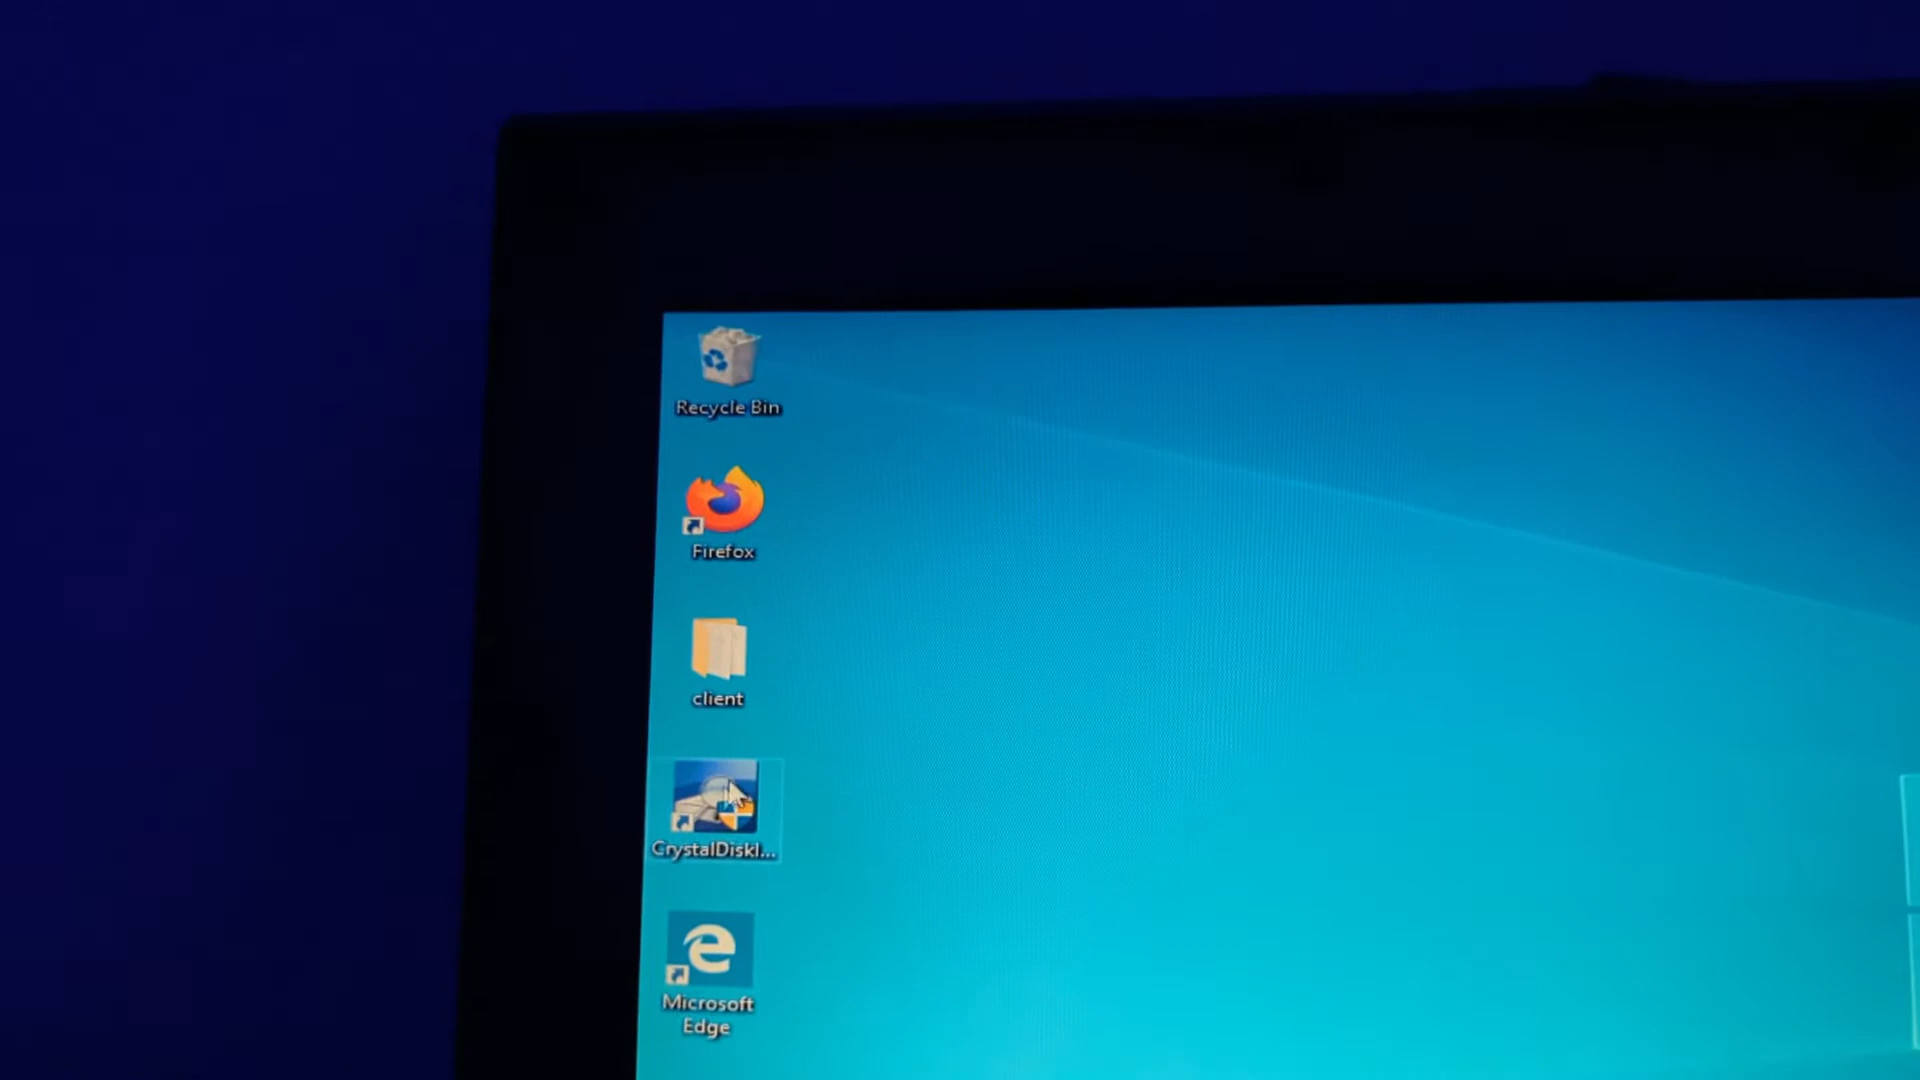 Recycle Bin
Firefox
client
CrystalDiskI...
Microsoft
Edge